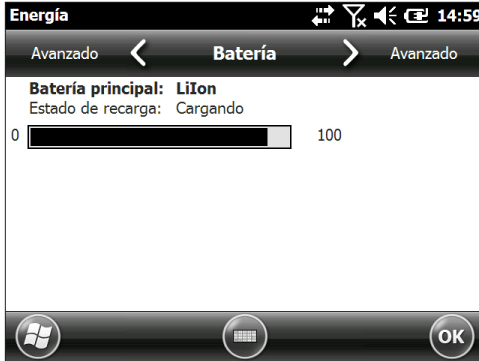 Energía 14:59
Avanzado Batería Avanzado
Batería principal: LiIon
Estado de recarga: Cargando
0 100
OK